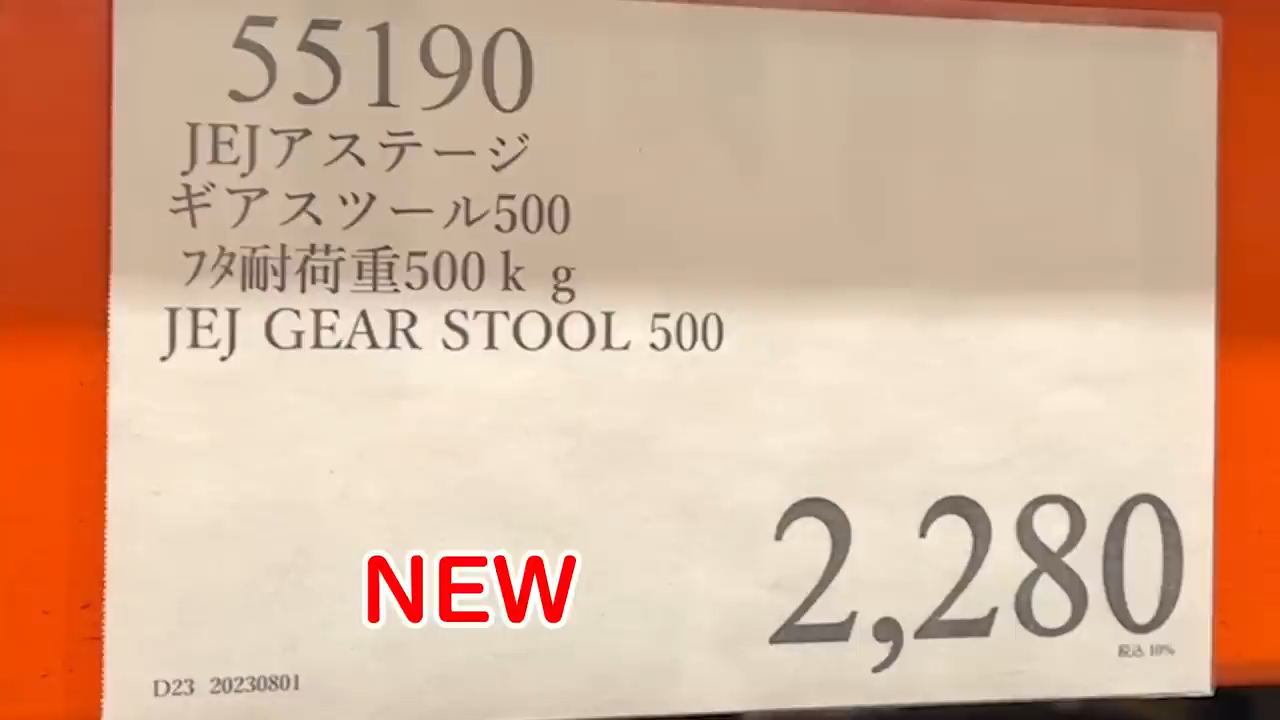 55190
JEJアステージ
ギアスツール500
ﾌﾀ耐荷重500ｋｇ
JEJ GEAR STOOL 500
2,280
税込 10%
NEW
D23 20230801